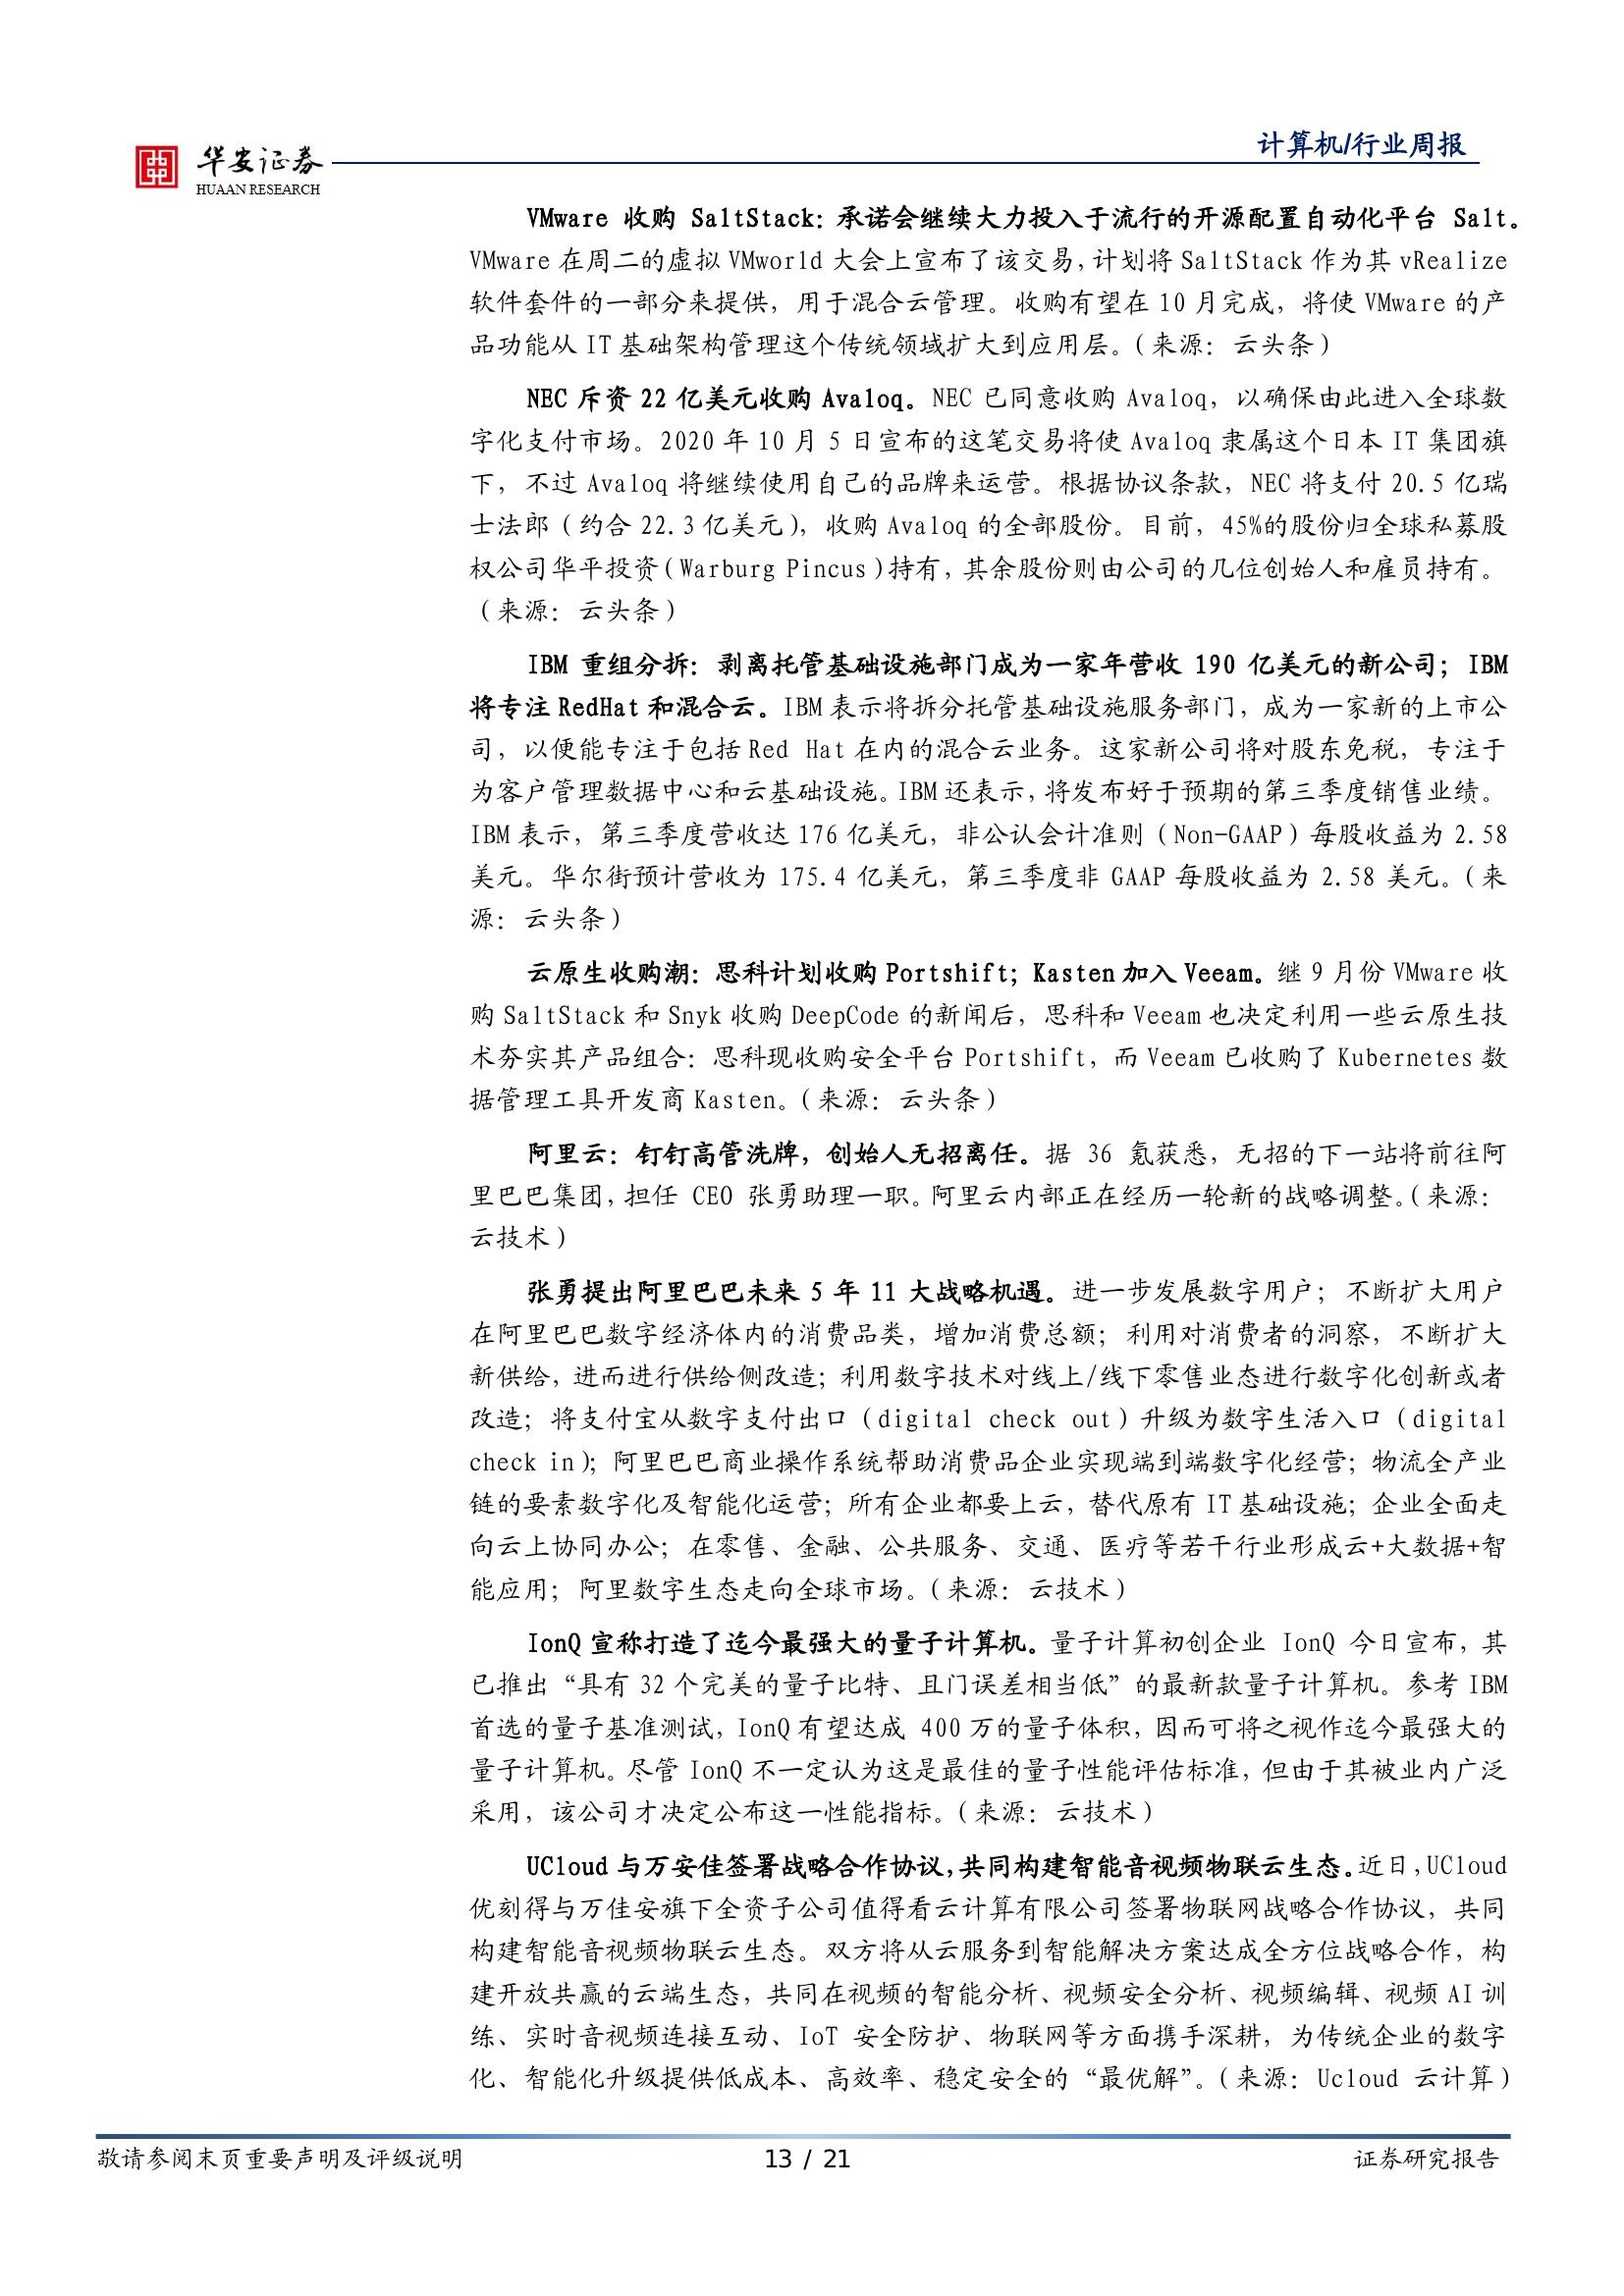 华安证券
HUAAN RESEARCH
计算机/行业周报
VMware 收购 SaltStack: 承诺会继续大力投入于流行的开源配置自动化平台 Salt。
VMware 在周二的虚拟 VMworld 大会上宣布了该交易,计划将 SaltStack 作为其 vRealize
软件套件的一部分来提供，用于混合云管理。收购有望在 10 月完成，将使 VMware 的产
品功能从 IT 基础架构管理这个传统领域扩大到应用层。（来源：云头条）
NEC 斥资 22 亿美元收购 Avaloq。NEC 已同意收购 Avaloq，以确保由此进入全球数
字化支付市场。2020 年 10 月 5 日宣布的这笔交易将使 Avaloq 隶属这个日本 IT 集团旗
下，不过 Avaloq 将继续使用自己的品牌来运营。根据协议条款，NEC 将支付 20.5 亿瑞
士法郎（约合 22.3 亿美元），收购 Avaloq 的全部股份。目前，45%的股份归全球私募股
权公司华平投资（Warburg Pincus）持有，其余股份则由公司的几位创始人和雇员持有。
（来源：云头条）
IBM 重组分拆：剥离托管基础设施部门成为一家年营收 190 亿美元的新公司；IBM
将专注 RedHat 和混合云。IBM 表示将拆分托管基础设施服务部门，成为一家新的上市公
司，以便能专注于包括 Red Hat 在内的混合云业务。这家新公司将对股东免税，专注于
为客户管理数据中心和云基础设施。IBM 还表示，将发布好于预期的第三季度销售业绩。
IBM 表示，第三季度营收达 176 亿美元，非公认会计准则（Non-GAAP）每股收益为 2.58
美元。华尔街预计营收为 175.4 亿美元，第三季度非 GAAP 每股收益为 2.58 美元。（来
源：云头条）
云原生收购潮：思科计划收购 Portshift；Kasten 加入 Veeam。继 9 月份 VMware 收
购 SaltStack 和 Snyk 收购 DeepCode 的新闻后，思科和 Veeam 也决定利用一些云原生技
术夯实其产品组合：思科现收购安全平台 Portshift，而 Veeam 已收购了 Kubernetes 数
据管理工具开发商 Kasten。（来源：云头条）
阿里云：钉钉高管洗牌，创始人无招离任。据 36 氪获悉，无招的下一站将前往阿
里巴巴集团，担任 CEO 张勇助理一职。阿里云内部正在经历一轮新的战略调整。（来源：
云技术）
张勇提出阿里巴巴未来 5 年 11 大战略机遇。进一步发展数字用户；不断扩大用户
在阿里巴巴数字经济体内的消费品类，增加消费总额；利用对消费者的洞察，不断扩大
新供给，进而进行供给侧改造；利用数字技术对线上/线下零售业态进行数字化创新或者
改造；将支付宝从数字支付出口（digital check out）升级为数字生活入口（digital
check in）；阿里巴巴商业操作系统帮助消费品企业实现端到端数字化经营；物流全产业
链的要素数字化及智能化运营；所有企业都要上云，替代原有 IT 基础设施；企业全面走
向云上协同办公；在零售、金融、公共服务、交通、医疗等若干行业形成云+大数据+智
能应用；阿里数字生态走向全球市场。（来源：云技术）
IonQ 宣称打造了迄今最强大的量子计算机。量子计算初创企业 IonQ 今日宣布，其
已推出“具有 32 个完美的量子比特、且门误差相当低”的最新款量子计算机。参考 IBM
首选的量子基准测试，IonQ 有望达成 400 万的量子体积，因而可将之视作迄今最强大的
量子计算机。尽管 IonQ 不一定认为这是最佳的量子性能评估标准，但由于其被业内广泛
采用，该公司才决定公布这一性能指标。（来源：云技术）
UCloud 与万安佳签署战略合作协议，共同构建智能音视频物联云生态。近日，UCloud
优刻得与万佳安旗下全资子公司值得看云计算有限公司签署物联网战略合作协议，共同
构建智能音视频物联云生态。双方将从云服务到智能解决方案达成全方位战略合作，构
建开放共赢的云端生态，共同在视频的智能分析、视频安全分析、视频编辑、视频 AI 训
练、实时音视频连接互动、IoT 安全防护、物联网等方面携手深耕，为传统企业的数字
化、智能化升级提供低成本、高效率、稳定安全的“最优解”。（来源：Ucloud 云计算）
敬请参阅末页重要声明及评级说明
13 / 21
证券研究报告